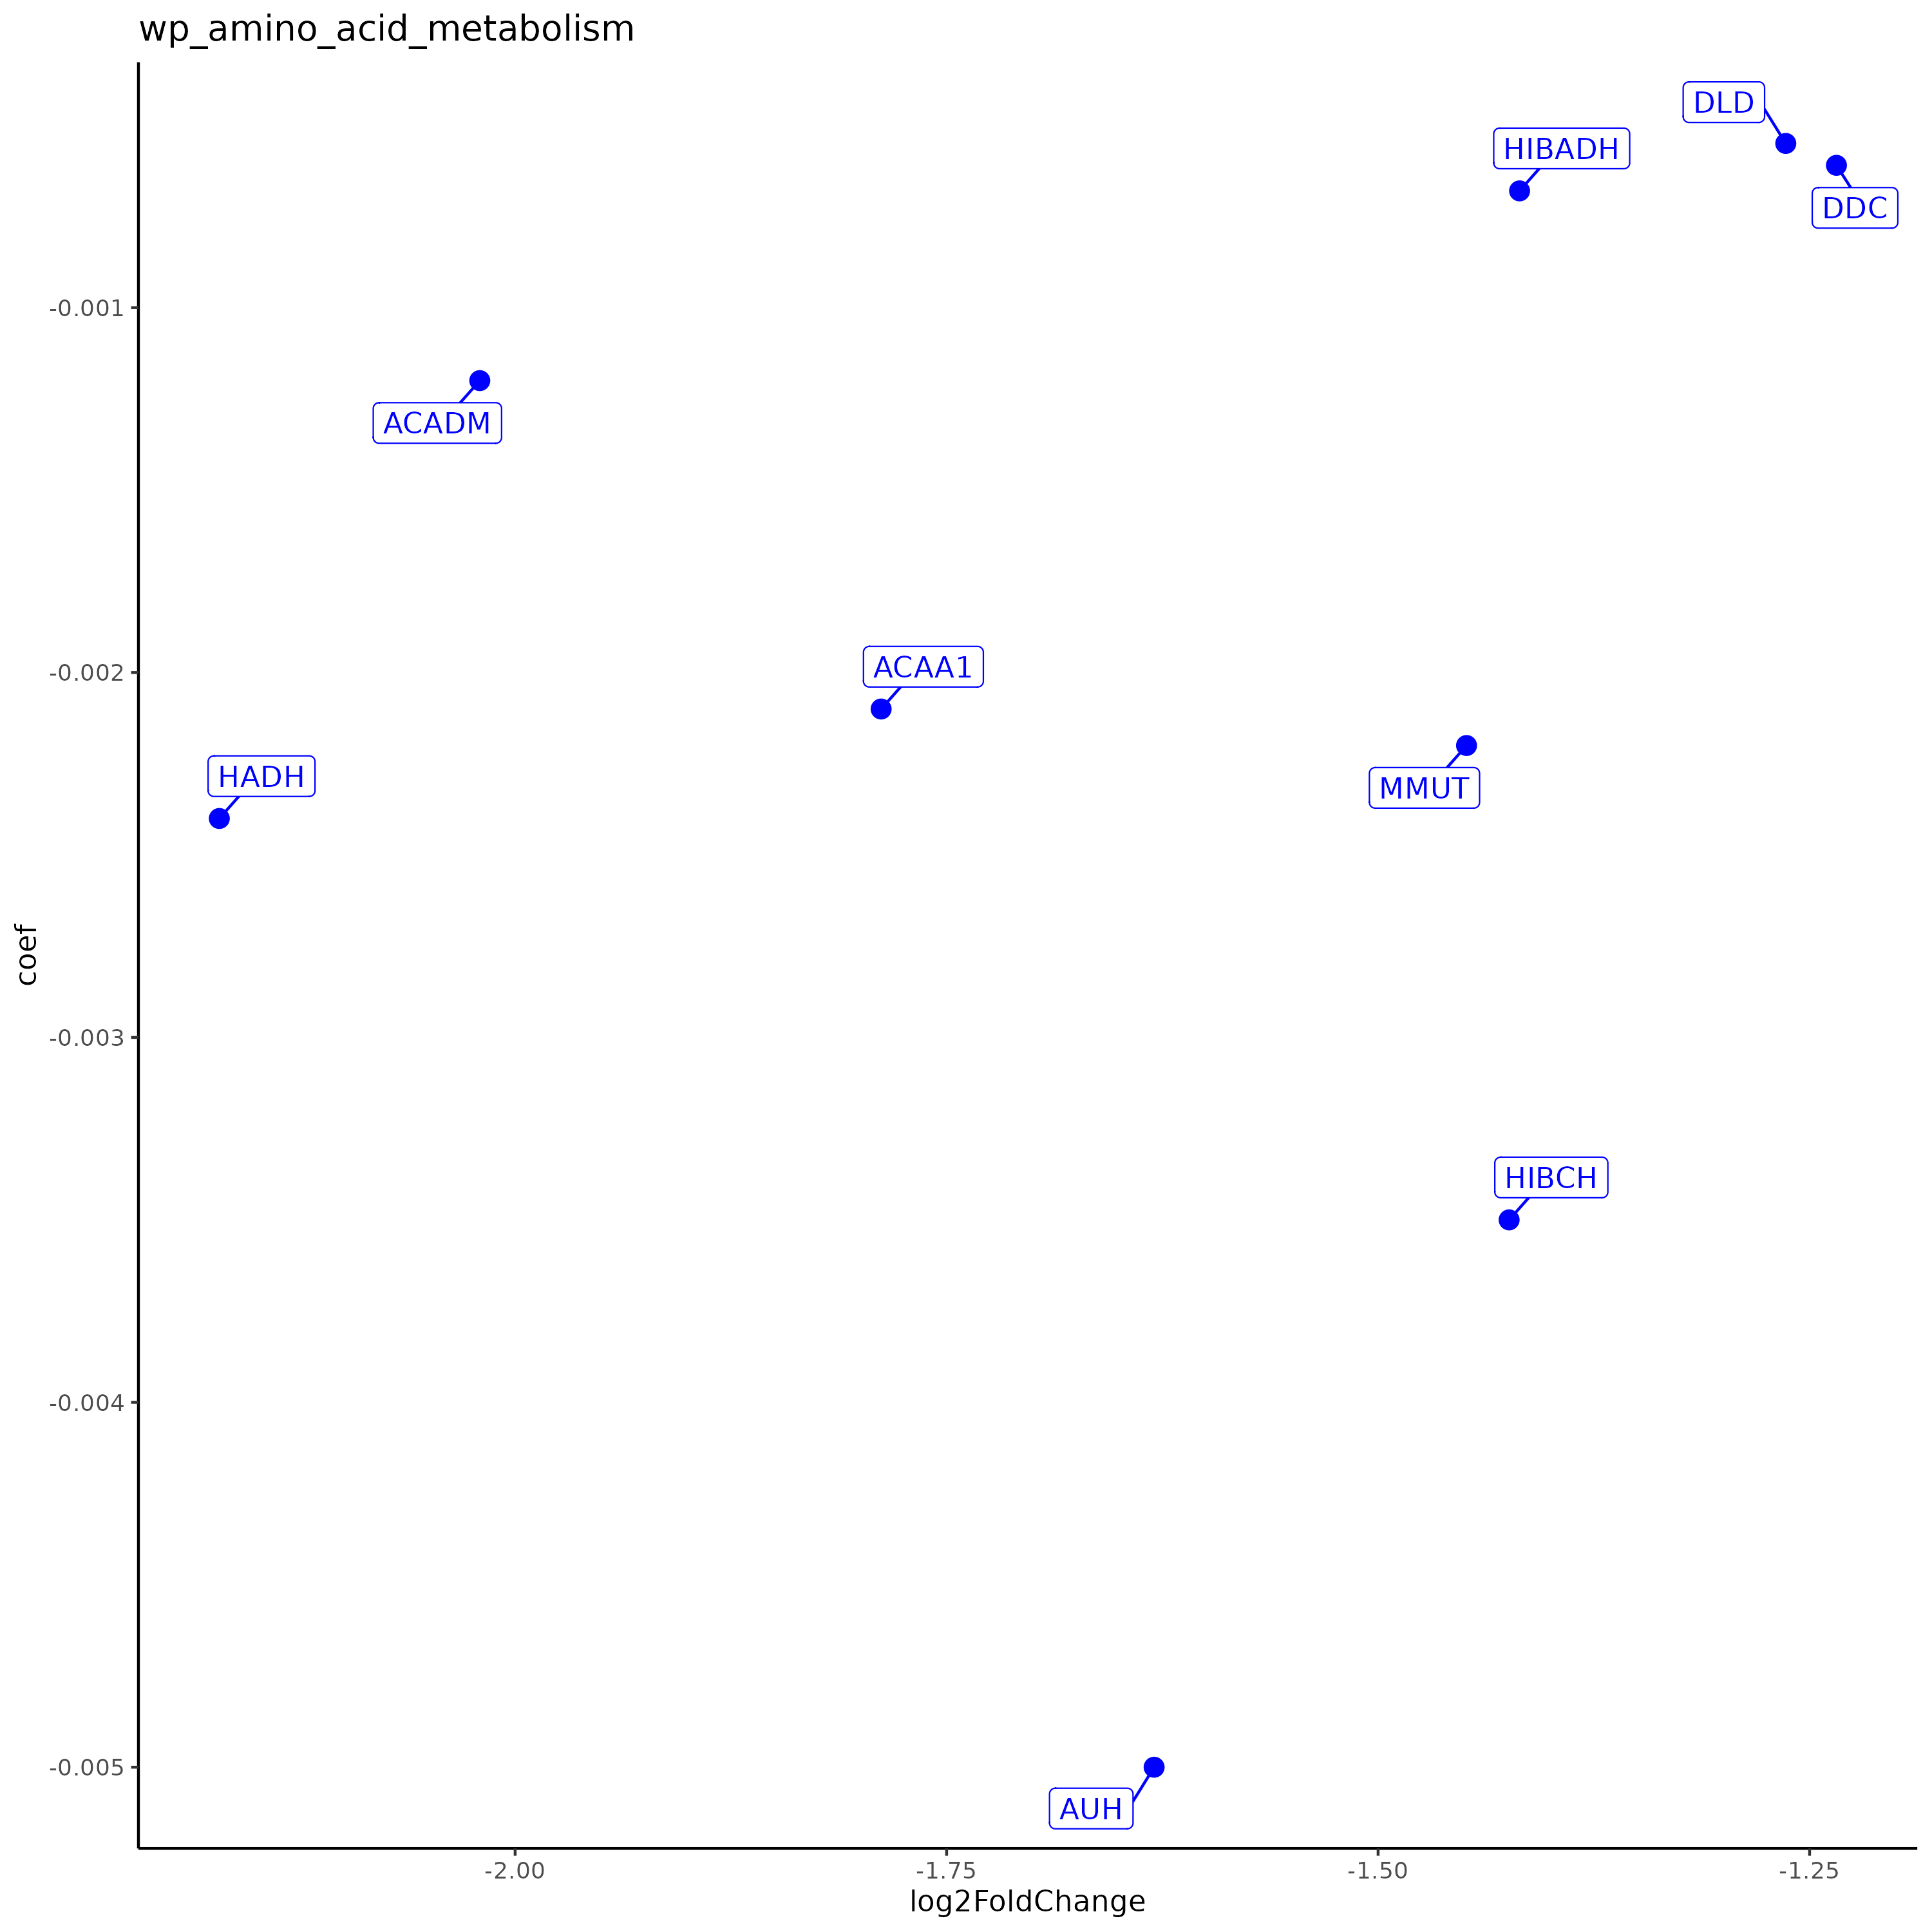 wp_amino_acid_metabolism
DLD
HIBADH
DDC
-0.001
ACADM
-0.002
ACAA1
HADH
MMUT
coef
-0.003
HIBCH
-0.004
-0.005
AUH
-2.00
-1.75
-1.50
-1.25
log2FoldChange